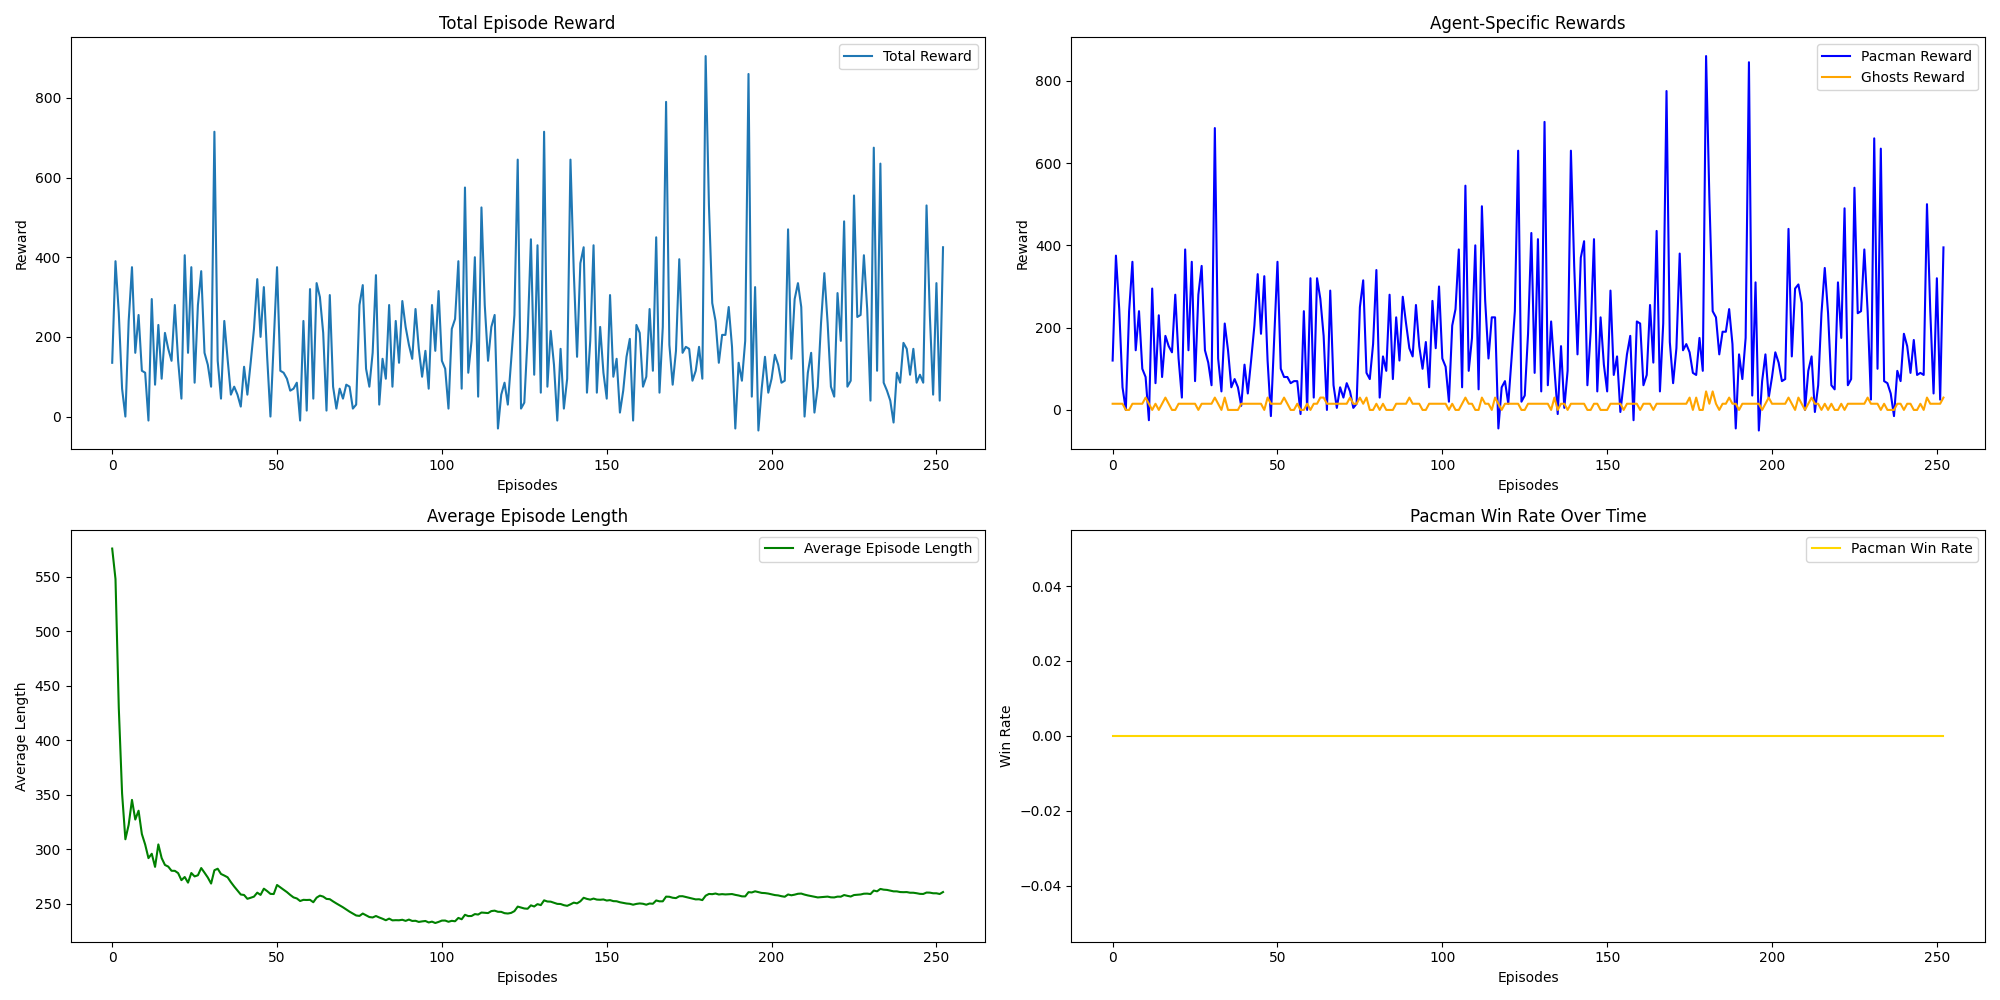 Total Episode Reward
Total Reward
Reward
800
600
400
200
0
0 50 100 150 200 250
Episodes
Agent-Specific Rewards
Pacman Reward
Ghosts Reward
Reward
800
600
400
200
0
0 50 100 150 200 250
Episodes
Average Episode Length
Average Episode Length
Average Length
550
500
450
400
350
300
250
0 50 100 150 200 250
Episodes
Pacman Win Rate Over Time
Pacman Win Rate
Win Rate
0.04
0.02
0.00
−0.02
−0.04
0 50 100 150 200 250
Episodes